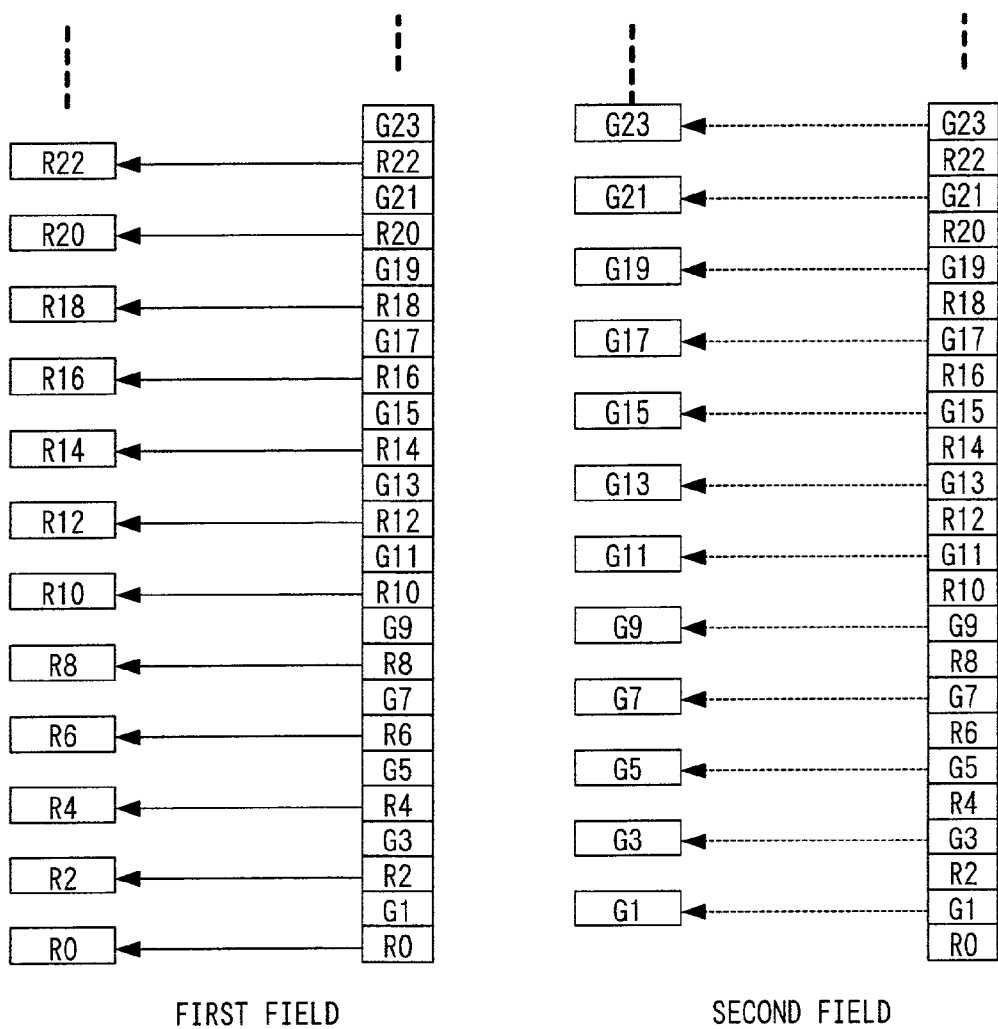 G23 G23 G23
R22 R22 R22
G21 G21 G21
R20 R20 R20
G19 G19 G19
R18 R18 R18
G17 G17 G17
R16 R16 R16
G15 G15 G15
R14 R14 R14
G13 G13 G13
R12 R12 R12
G11 G11 G11
R10 R10 R10
G9 G9 G9
R8 R8 R8
G7 G7 G7
R6 R6 R6
G5 G5 G5
R4 R4 R4
G3 G3 G3
R2 R2 R2
G1 G1 G1
R0 R0 R0
FIRST FIELD SECOND FIELD